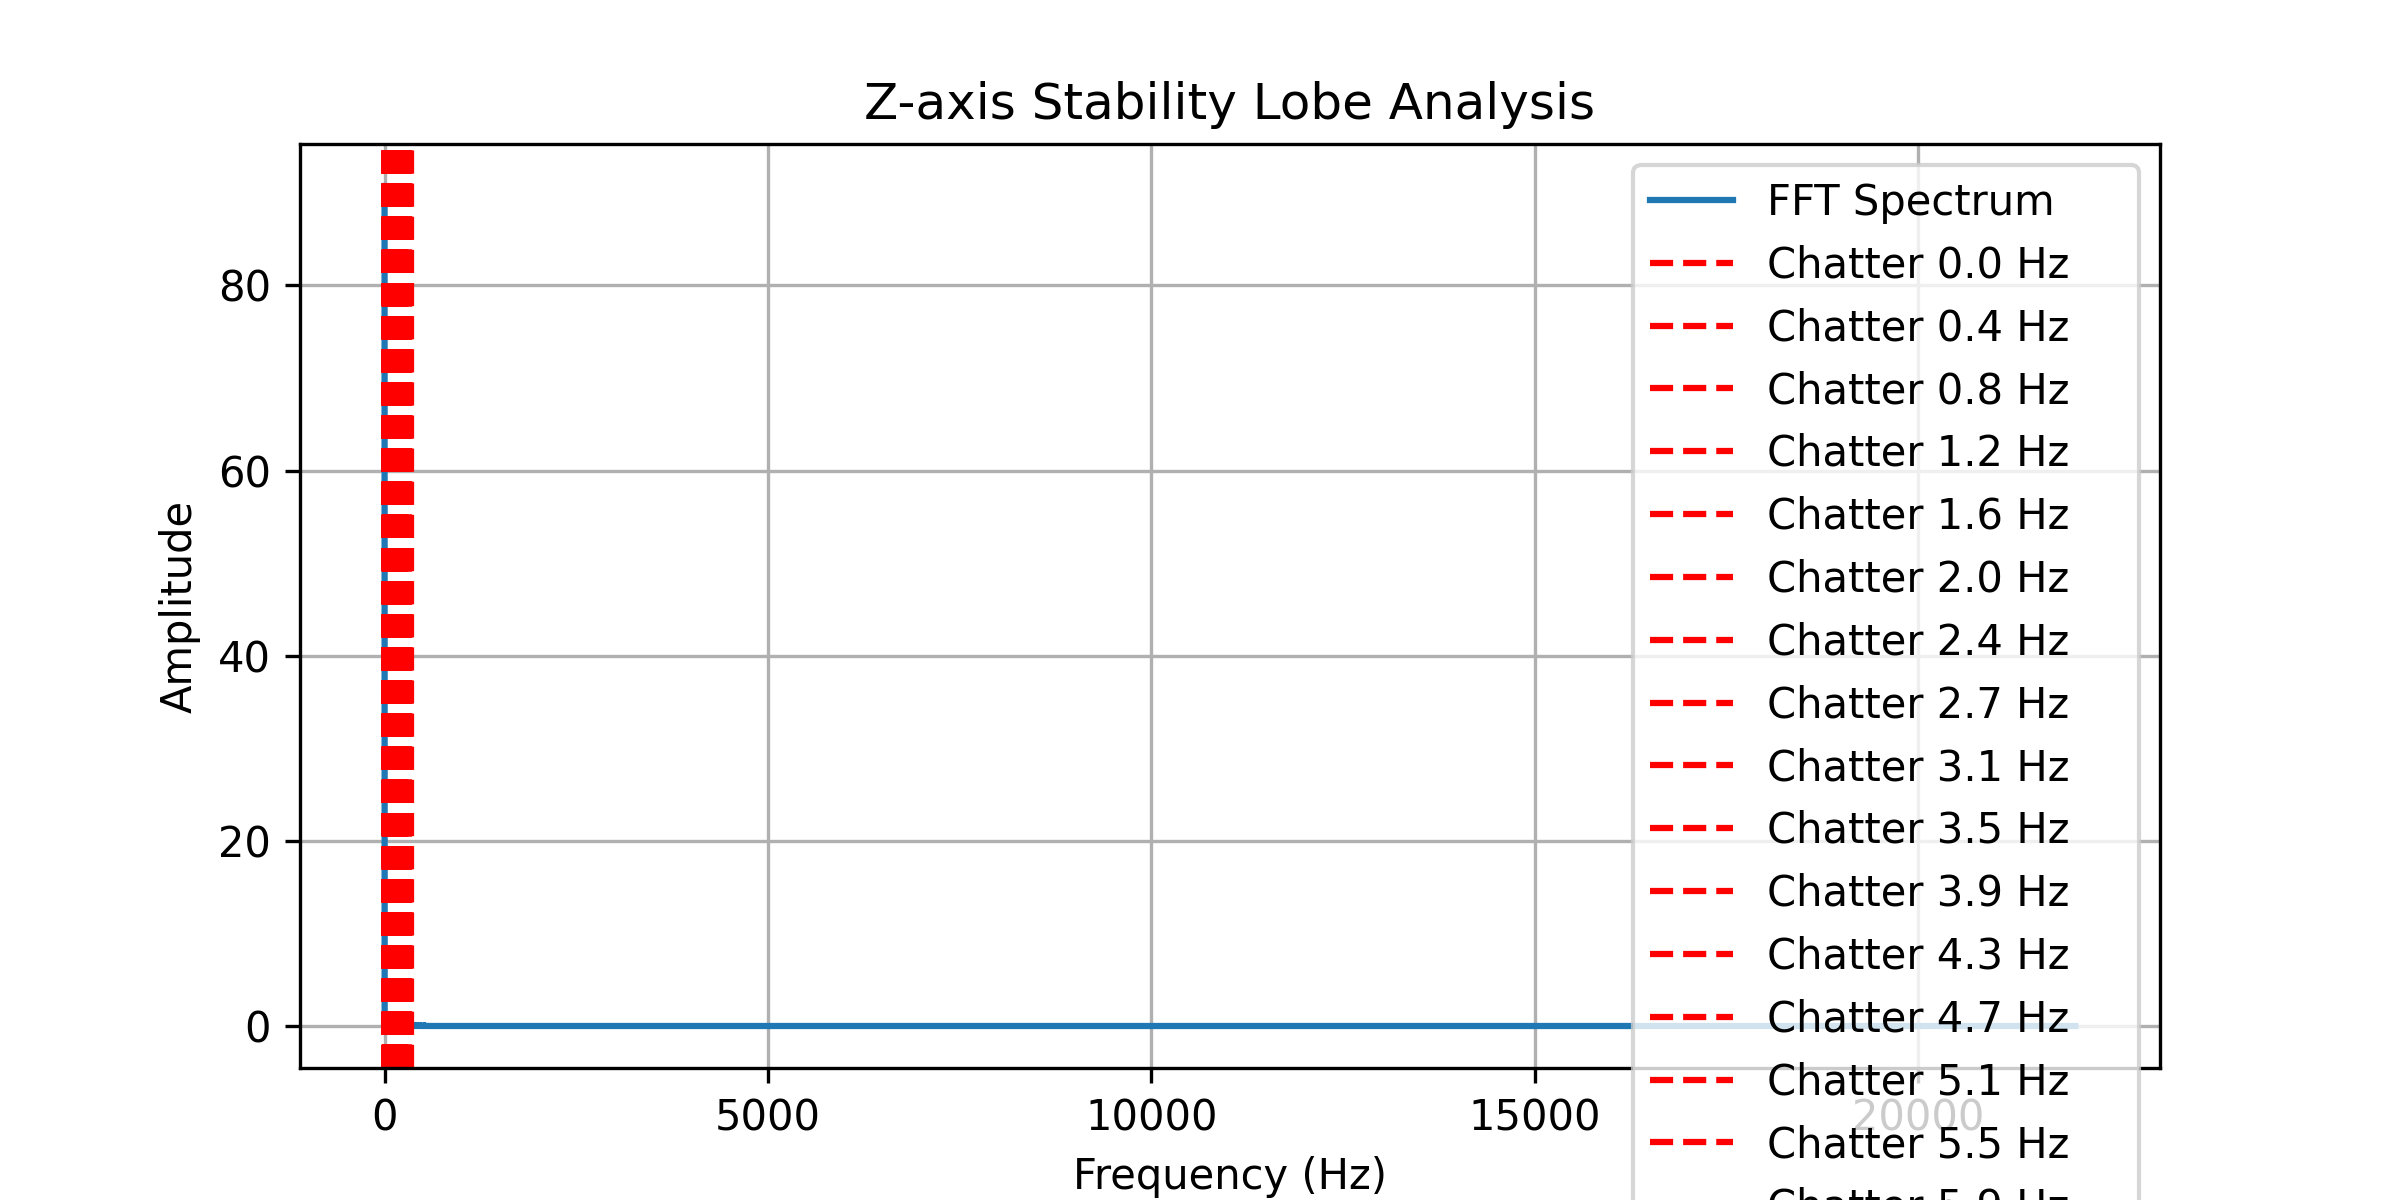 Z-axis Stability Lobe Analysis
Amplitude
80
60
40
20
0
0
5000
10000
15000
20000
Frequency (Hz)
FFT Spectrum
Chatter 0.0 Hz
Chatter 0.4 Hz
Chatter 0.8 Hz
Chatter 1.2 Hz
Chatter 1.6 Hz
Chatter 2.0 Hz
Chatter 2.4 Hz
Chatter 2.7 Hz
Chatter 3.1 Hz
Chatter 3.5 Hz
Chatter 3.9 Hz
Chatter 4.3 Hz
Chatter 4.7 Hz
Chatter 5.1 Hz
Chatter 5.5 Hz